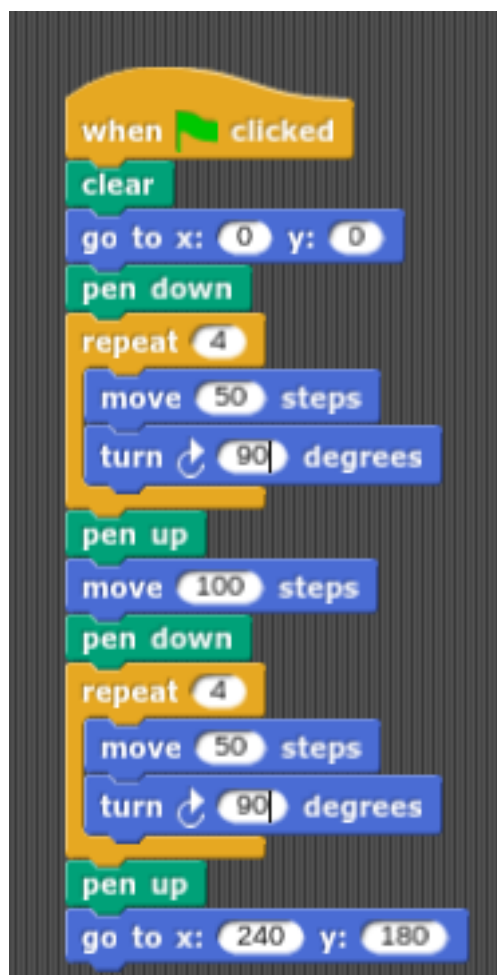 when clicked
clear
go to x: 0 y: 0
pen down
repeat 4
move 50 steps
turn 90 degrees
pen up
move 100 steps
pen down
repeat 4
move 50 steps
turn 90 degrees
pen up
go to x: 240 y: 180